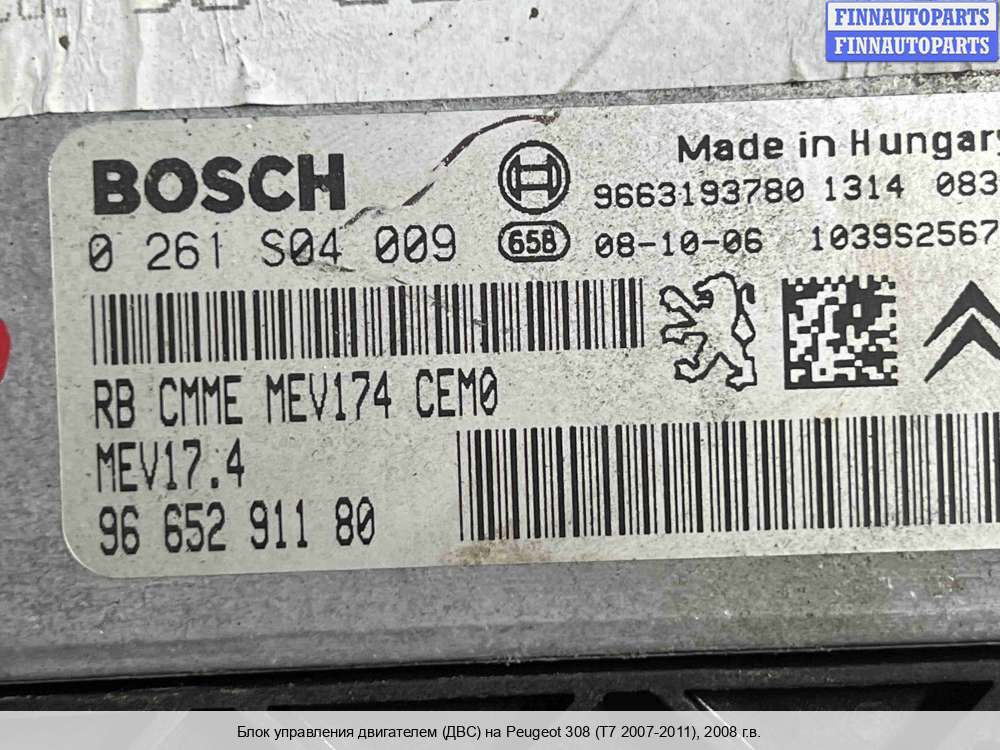 FINNAUTOPARTS
FINNAUTOPARTS
BOSCH
Made in Hungary
9663193780 1314 083
0 261 S04 009
658
08-10-06 1039S2567
RB CMME MEV174 CEM0
MEV17.4
96 652 911 80
Блок управления двигателем (ДВС) на Peugeot 308 (T7 2007-2011), 2008 г.в.